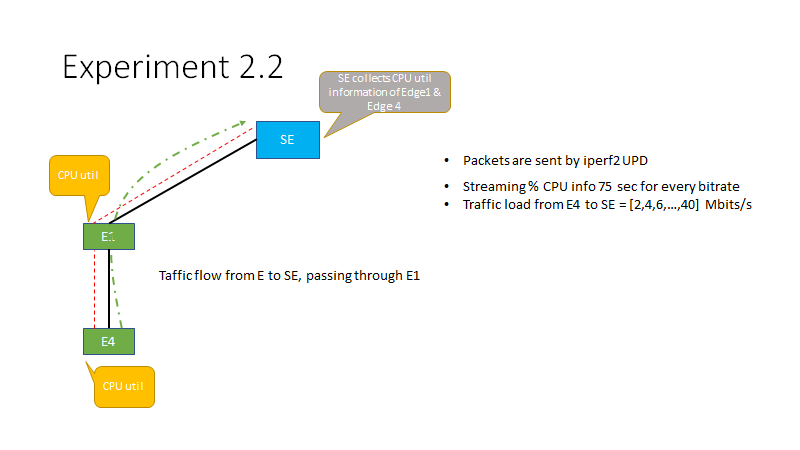 Experiment 2.2
SE collects CPU util
information of Edge1 &
Edge 4
SE
CPU util
E1
E4
CPU util
Taffic flow from E to SE, passing through E1
• Packets are sent by iperf2 UPD
• Streaming % CPU info 75 sec for every bitrate
• Traffic load from E4 to SE = [2,4,6,…,40] Mbits/s